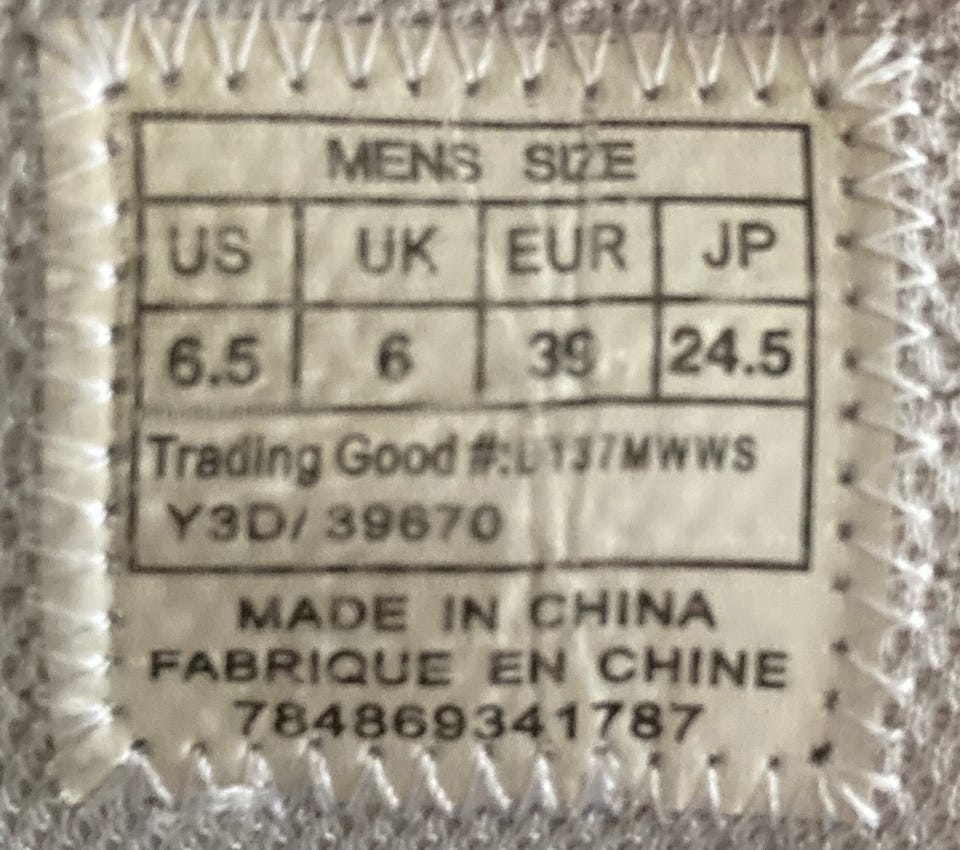 MENS SIZE
US UK EUR JP
6.5 6 39 24.5
Trading Good
Y3D/ 39670
MADE IN CHINA
FABRIQUE EN CHINE
784869341787